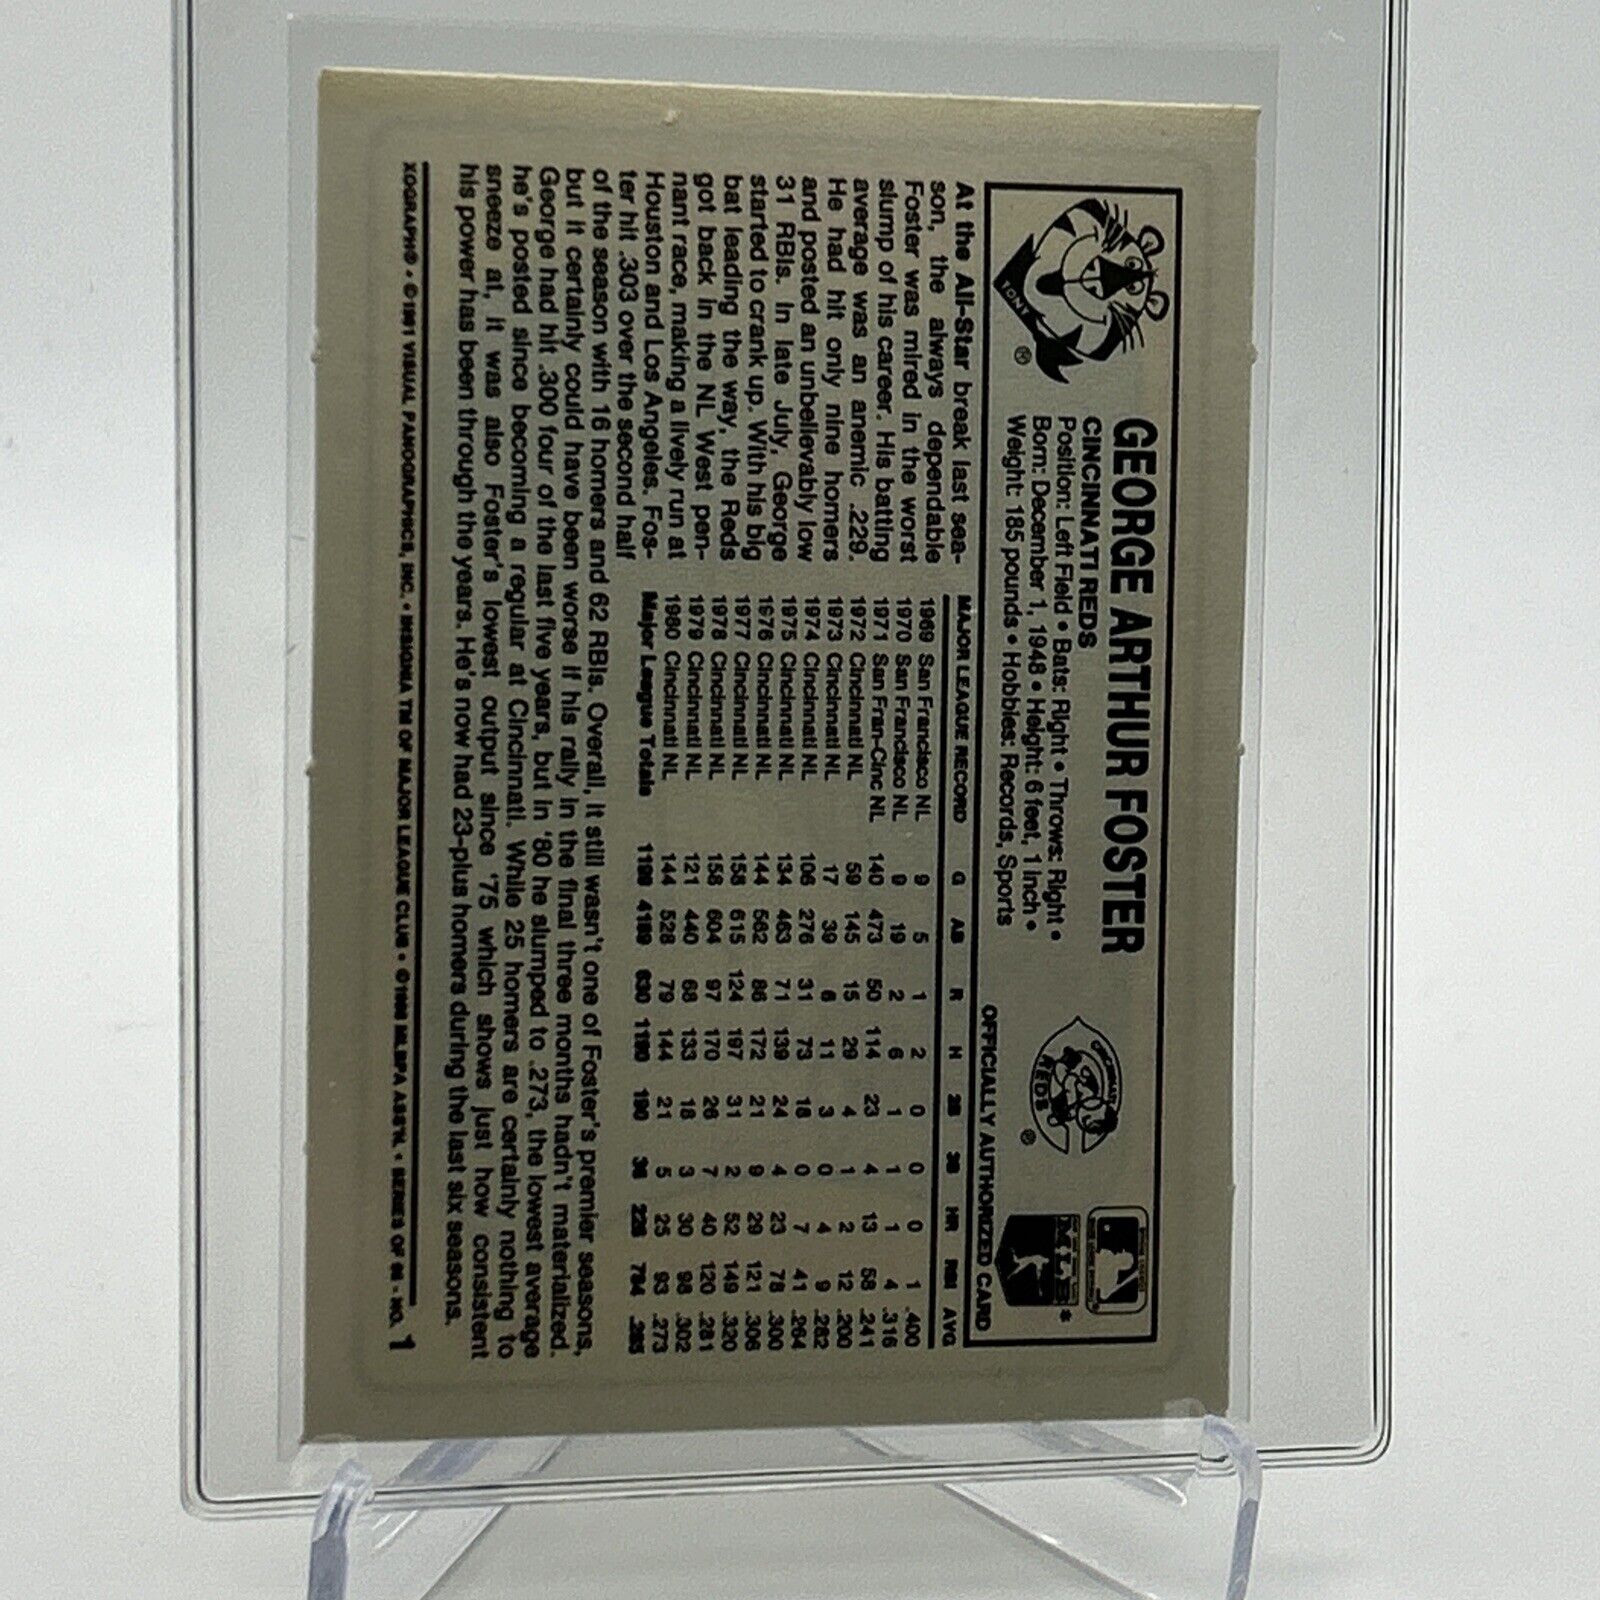 TONY
®
GEORGE ARTHUR FOSTER
CINCINNATI REDS
Position: Left Field • Bats: Right • Throws: Right •
Born: December 1, 1948 • Height: 6 feet, 1 inch •
Weight: 185 pounds • Hobbies: Records, Sports
CINCINNATI
REDS
®
MLB
OFFICIALLY AUTHORIZED CARD
At the All-Star break last sea-
son, the always dependable
Foster was mired in the worst
slump of his career. His batting
average was an anemic .229.
He had hit only nine homers
and posted an unbelievably low
31 RBIs. In late July, George
started to crank up. With his big
bat leading the way, the Reds
got back in the NL West pen-
nant race, making a lively run at
Houston and Los Angeles. Fos-
ter hit .303 over the second half
MAJOR LEAGUE RECORD G AB R H 2B 3B HR RBI AVG
1969 San Francisco NL 9 5 1 2 0 0 0 1 .400
1970 San Francisco NL 9 19 2 6 1 1 1 4 .316
1971 San Fran-Cinc NL 140 473 50 114 23 4 13 58 .241
1972 Cincinnati NL 59 145 15 29 4 1 2 12 .200
1973 Cincinnati NL 17 39 6 11 3 0 4 9 .282
1974 Cincinnati NL 106 276 31 73 18 0 7 41 .264
1975 Cincinnati NL 134 463 71 139 24 4 23 78 .300
1976 Cincinnati NL 144 562 86 172 21 9 29 121 .306
1977 Cincinnati NL 158 615 124 197 31 2 52 149 .320
1978 Cincinnati NL 158 604 97 170 26 7 40 120 .281
1979 Cincinnati NL 121 440 68 133 18 3 30 98 .302
1980 Cincinnati NL 144 528 79 144 21 5 25 93 .273
Major League Totals 630 1190 190 36 226 784 .285
of the season with 16 homers and 62 RBIs. Overall, it still wasn't one of Foster's premier seasons,
but it certainly could have been worse if his rally in the final three months hadn't materialized.
George had hit .300 four of the last five years, but in '80 he slumped to .273, the lowest average
he's posted since becoming a regular at Cincinnati. While 25 homers are certainly nothing to
sneeze at, it was also Foster's lowest output since '75 which shows just how consistent
his power has been through the years. He's now had 23-plus homers during the last six seasons.
XOGRAPH® • ©1981 VISUAL PANOGRAPHICS, INC. • INSIGNIA TM OF MAJOR LEAGUE CLUB • MLBPA ASS'N. • SERIES OF 66 - NO. 1